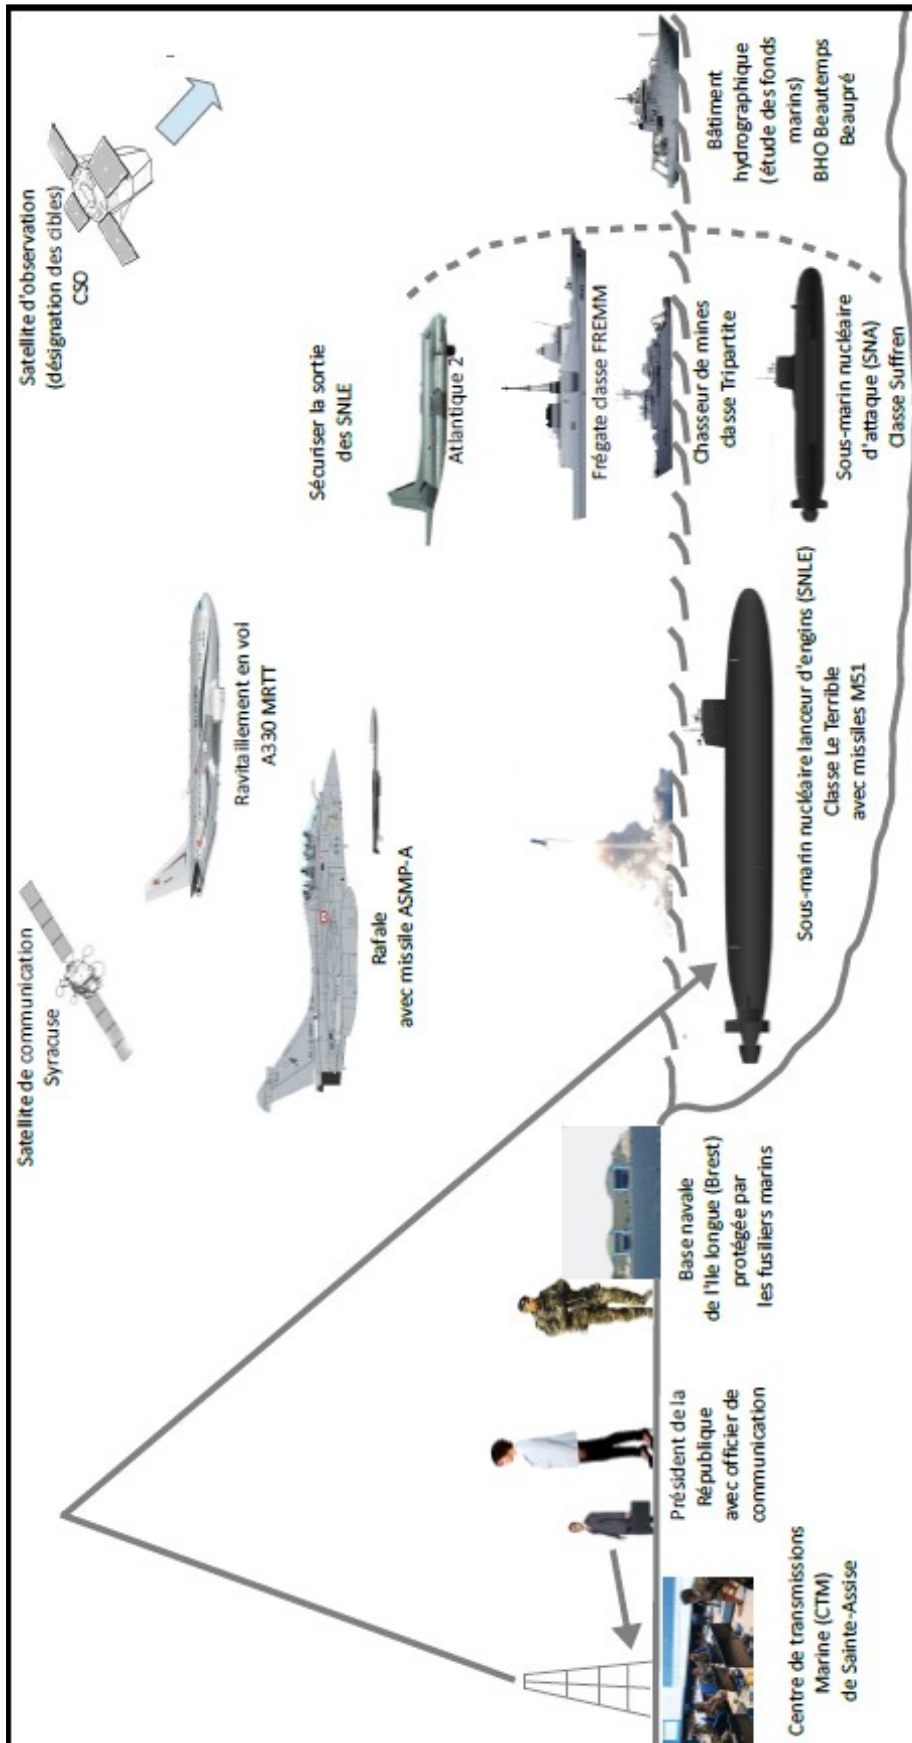 Satellite de communication
Syracuse
Satellite d'observation
(désignation des cibles)
CSO
Ravitaillement en vol
A330 MRTT
Sécuriser la sortie
des SNLE
Rafale
avec missile ASMP-A
Atlantique 2
Frégate classe FREMM
Centre de transmissions
Marine (CTM)
de Sainte-Assise
Président de la
République
avec officier de
communication
Base navale
de l'Ile longue (Brest)
protégée par
les fusiliers marins
Sous-marin nucléaire lanceur d'engins (SNLE)
Classe Le Terrible
avec missiles M51
Chasseur de mines
classe Tripartite
Sous-marin nucléaire
d'attaque (SNA)
Classe Suffren
Bâtiment
hydrographique
(étude des fonds
marins)
BHO Beautemps
Beaupré